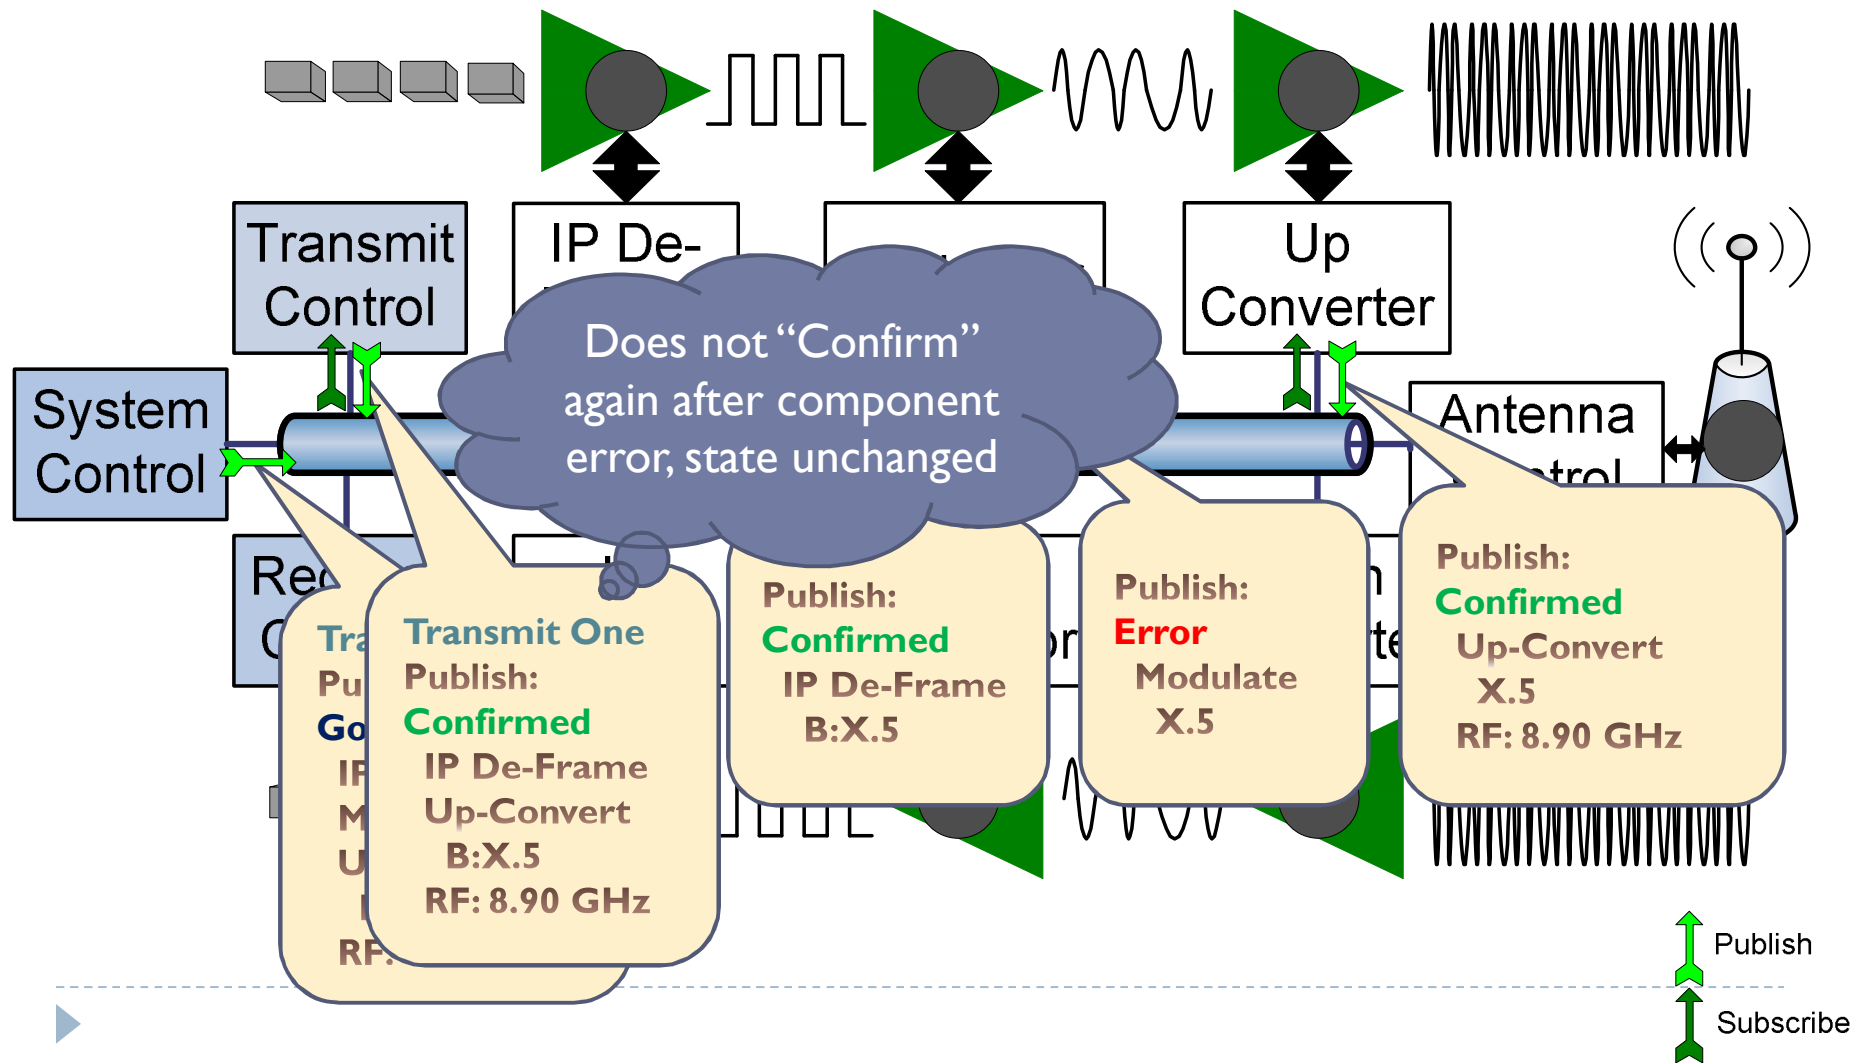 Transmit
Control
IP De-
Up
Converter
System
Control
Antenna
Does not “Confirm”
again after component
error, state unchanged
Transmit One
Publish:
Confirmed
IP De-Frame
Up-Convert
B:X.5
RF: 8.90 GHz
RF:
Publish:
Confirmed
IP De-Frame
B:X.5
Publish:
Error
Modulate
X.5
Publish:
Confirmed
Up-Convert
X.5
RF: 8.90 GHz
Publish
Subscribe